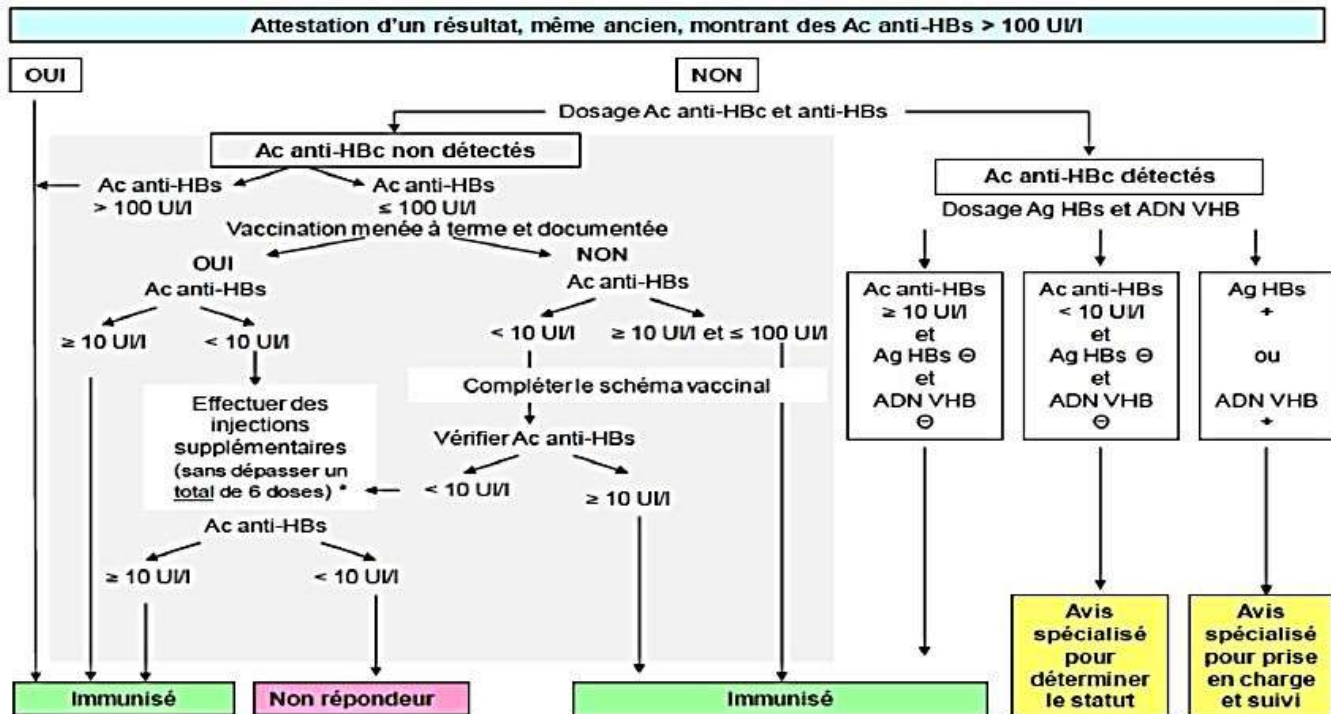 Attestation d'un résultat, même ancien, montrant des Ac anti-HBs > 100 UI/l
OUI
NON
Dosage Ac anti-HBc et anti-HBs
Ac anti-HBc non détectés
Ac anti-HBs
> 100 UI/l
Ac anti-HBs
≤ 100 UI/l
Vaccination menée à terme et documentée
OUI
Ac anti-HBs
≥ 10 UI/l
< 10 UI/l
Effectuer des
injections
supplémentaires
(sans dépasser un
total de 6 doses) *
Ac anti-HBs
≥ 10 UI/l
< 10 UI/l
NON
Ac anti-HBs
< 10 UI/l
≥ 10 UI/l et ≤ 100 UI/l
Compléter le schéma vaccinal
Vérifier Ac anti-HBs
< 10 UI/l
≥ 10 UI/l
Ac anti-HBc détectés
Dosage Ag HBs et ADN VHB
Ac anti-HBs
≥ 10 UI/l
et
Ag HBs ⊖
et
ADN VHB
⊖
Ac anti-HBs
< 10 UI/l
et
Ag HBs ⊖
et
ADN VHB
⊖
Ag HBs
+
ou
ADN VHB
+
Immunisé
Non répondeur
Immunisé
Avis
spécialisé
pour
déterminer
le statut
Avis
spécialisé
pour prise
en charge
et suivi